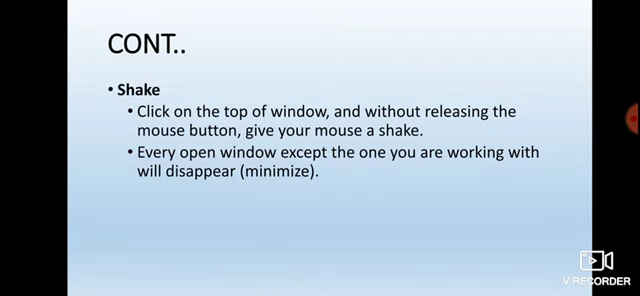 CONT..
• Shake
• Click on the top of window, and without releasing the
mouse button, give your mouse a shake.
• Every open window except the one you are working with
will disappear (minimize).
V RECORDER